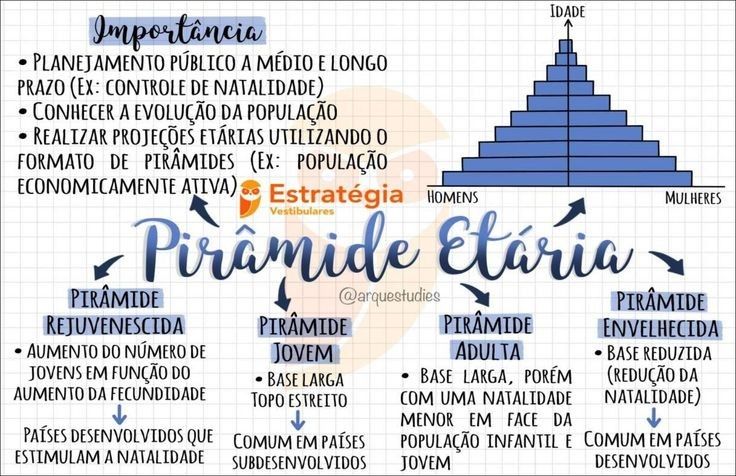 Importância
• Planejamento público a médio e longo
prazo (Ex: controle de natalidade)
• Conhecer a evolução da população
• Realizar projeções etárias utilizando o
formato de pirâmides (Ex: população
economicamente ativa)
Estratégia
Vestibulares
Idade
Homens
Mulheres
Pirâmide Etária
@arquestudies
Pirâmide
Rejuvenescida
• Aumento do número de
jovens em função do
aumento da fecundidade
Países desenvolvidos que
estimulam a natalidade
Pirâmide
Jovem
• Base larga
Topo estreito
Comum em países
subdesenvolvidos
Pirâmide
Adulta
• Base larga, porém
com uma natalidade
menor em face da
população infantil e
jovem
Pirâmide
Envelhecida
• Base reduzida
(redução da
natalidade)
Comum em países
desenvolvidos